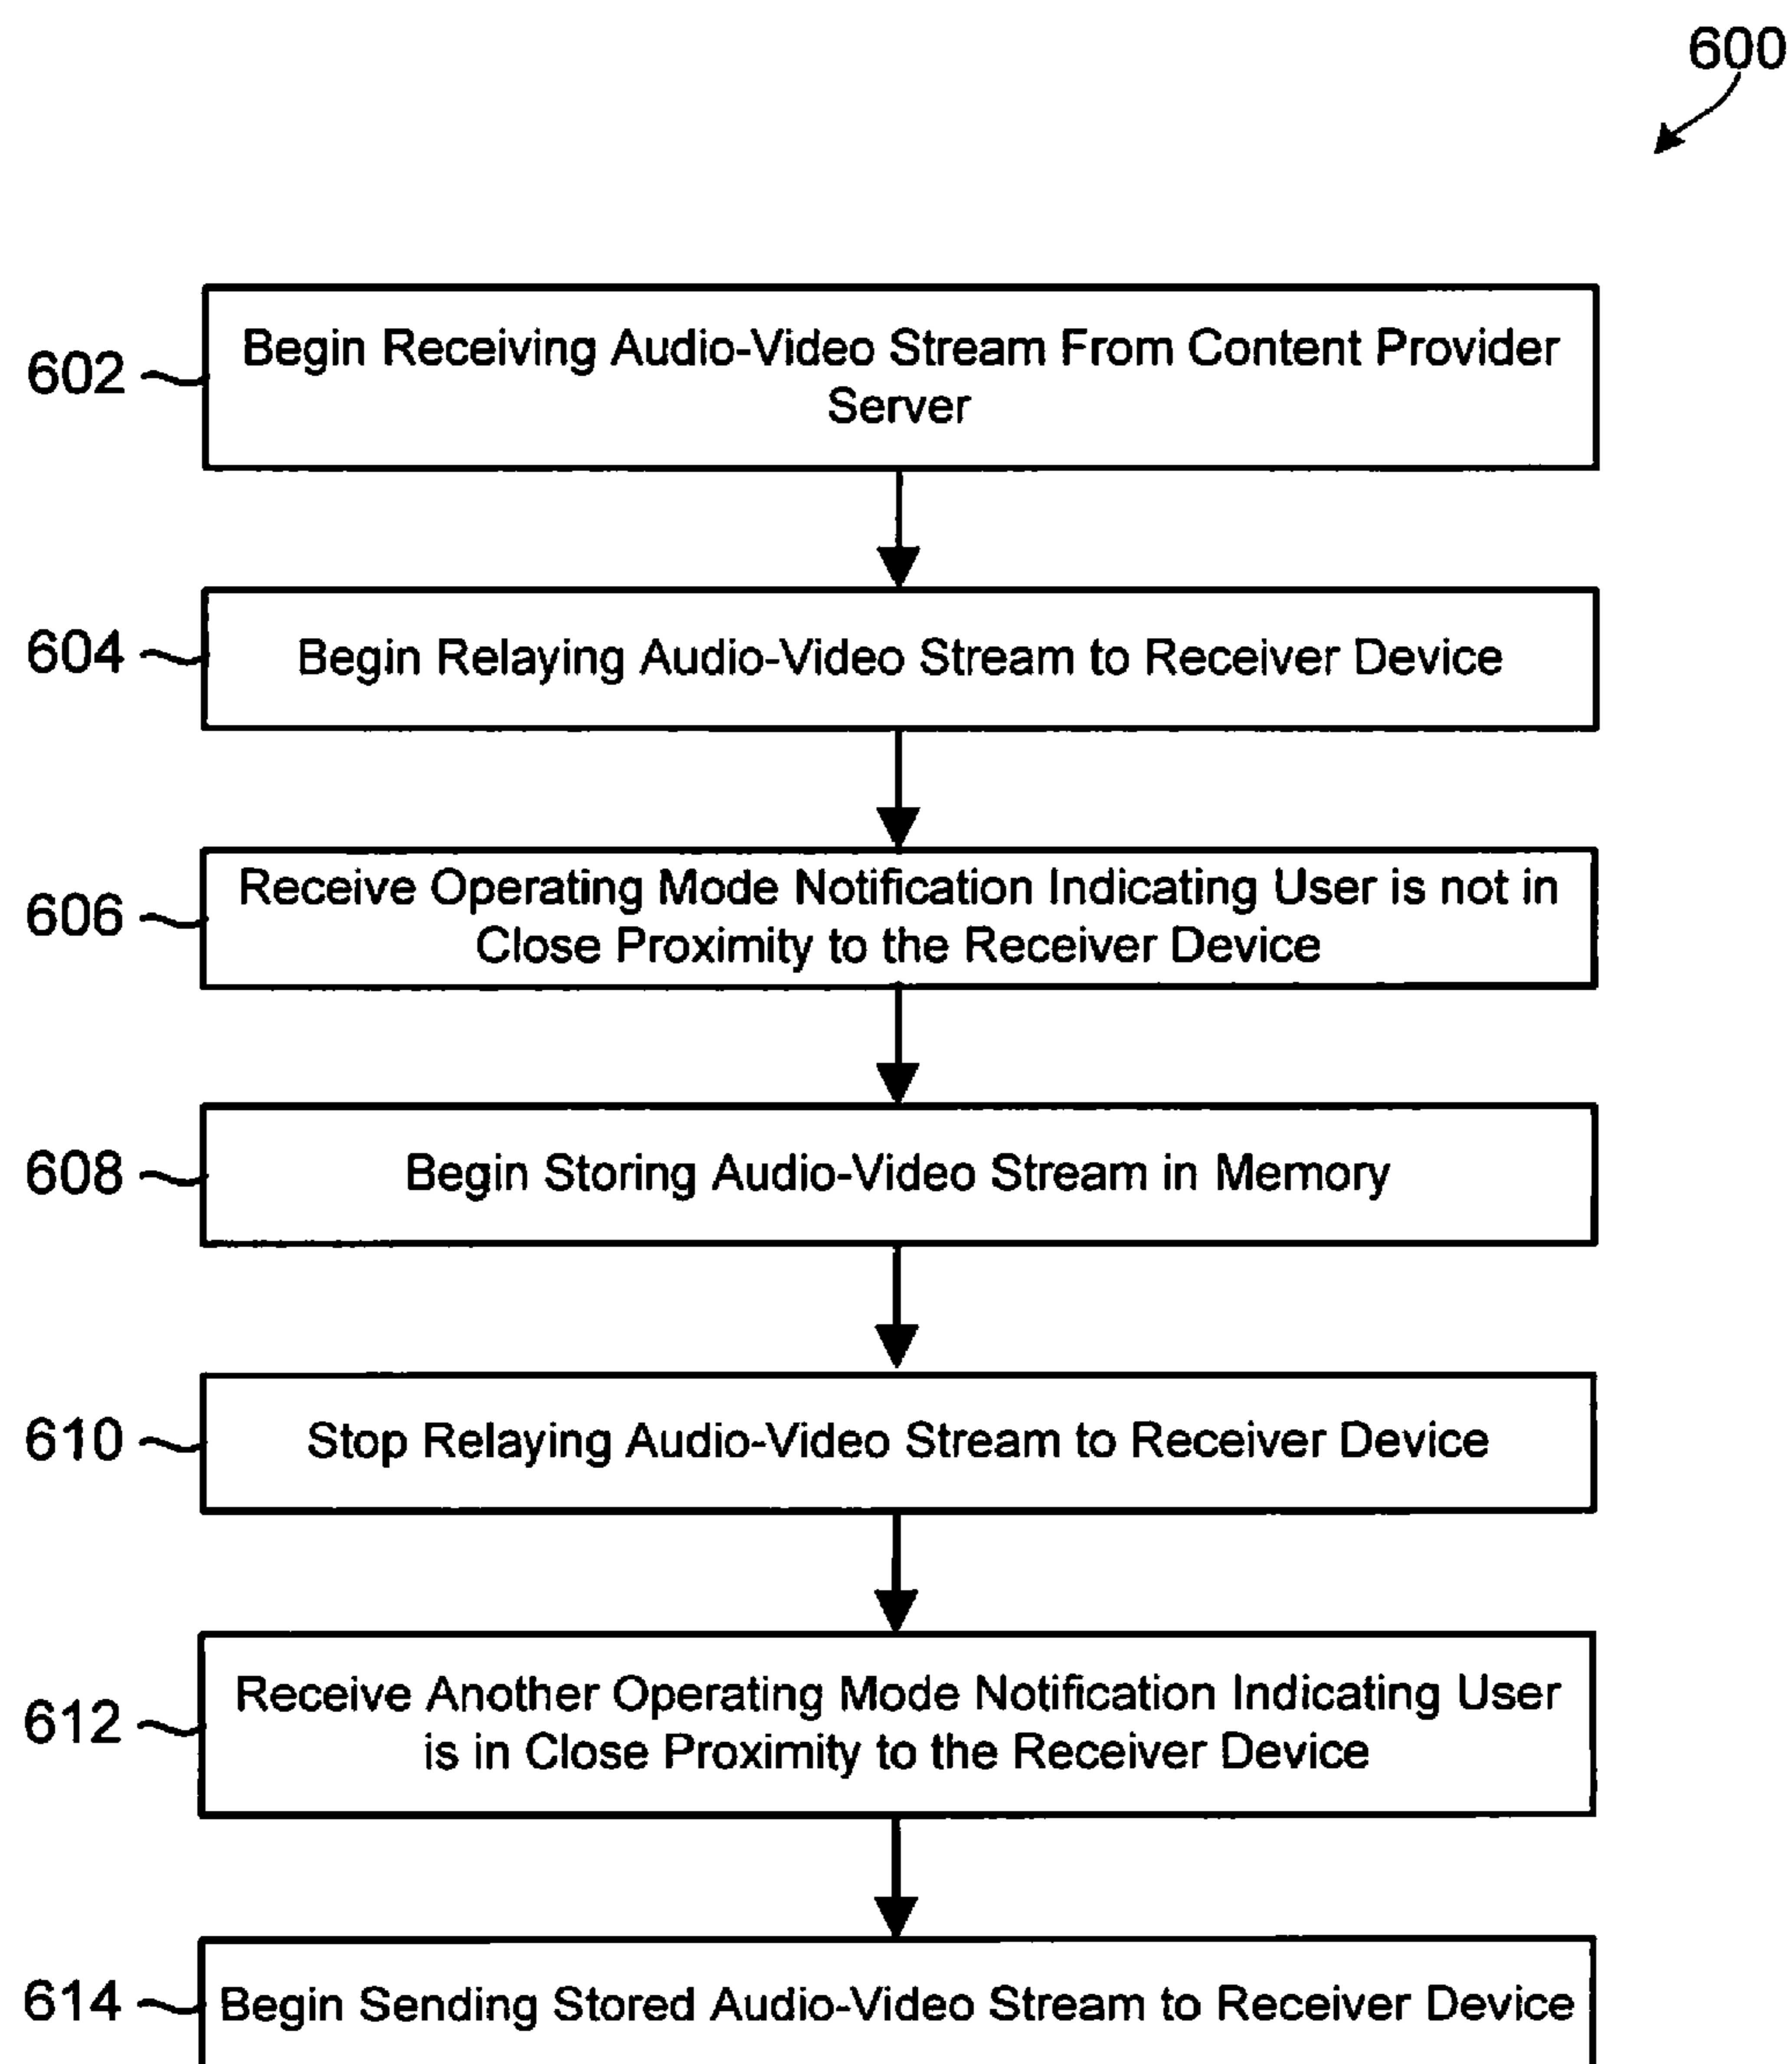 600
602
Begin Receiving Audio-Video Stream From Content Provider
Server
604
Begin Relaying Audio-Video Stream to Receiver Device
606
Receive Operating Mode Notification Indicating User is not in
Close Proximity to the Receiver Device
608
Begin Storing Audio-Video Stream in Memory
610
Stop Relaying Audio-Video Stream to Receiver Device
612
Receive Another Operating Mode Notification Indicating User
is in Close Proximity to the Receiver Device
614
Begin Sending Stored Audio-Video Stream to Receiver Device